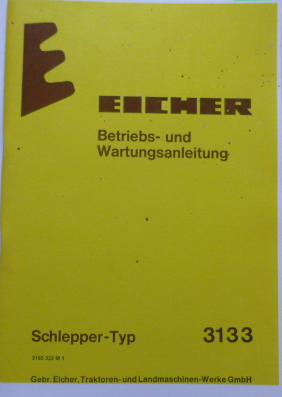 EICHER
Betriebs- und
Wartungsanleitung
Schlepper-Typ 3133
Gebr. Eicher, Traktoren- und Landmaschinen-Werke GmbH